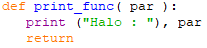 def print_func( par ):
print ("Halo : "), par
return